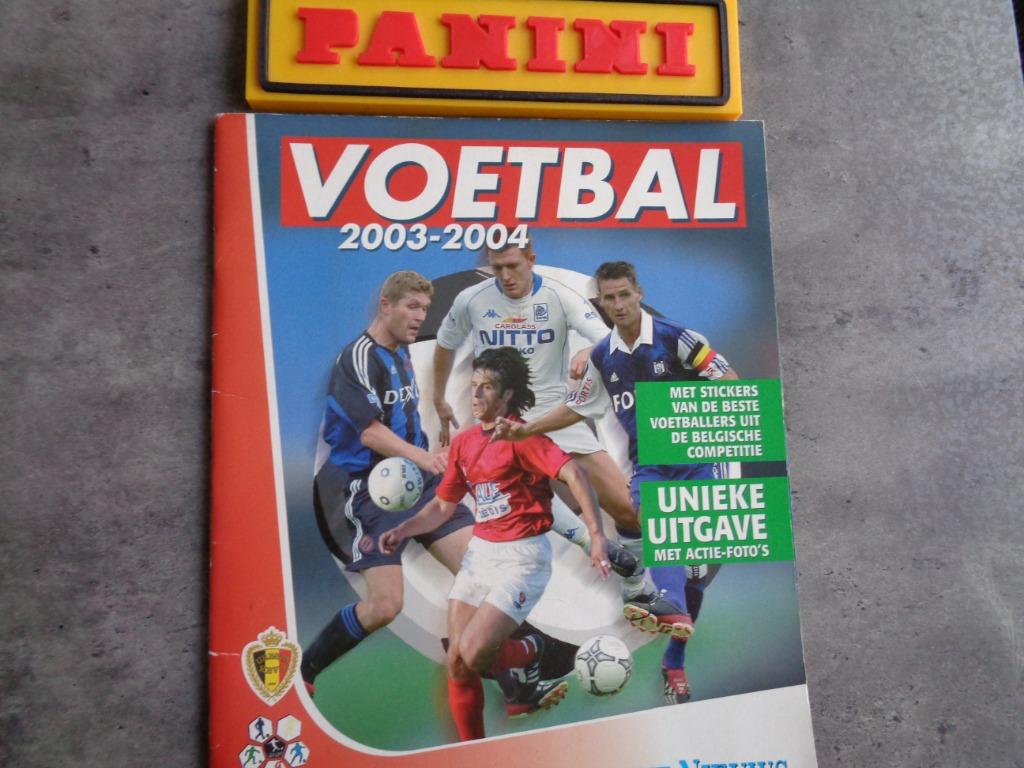 PANINI
VOETBAL
2003-2004
CARGLASS
NITTO
MET STICKERS
VAN DE BESTE
VOETBALLERS UIT
DE BELGISCHE
COMPETITIE
UNIEKE
UITGAVE
MET ACTIE-FOTO'S